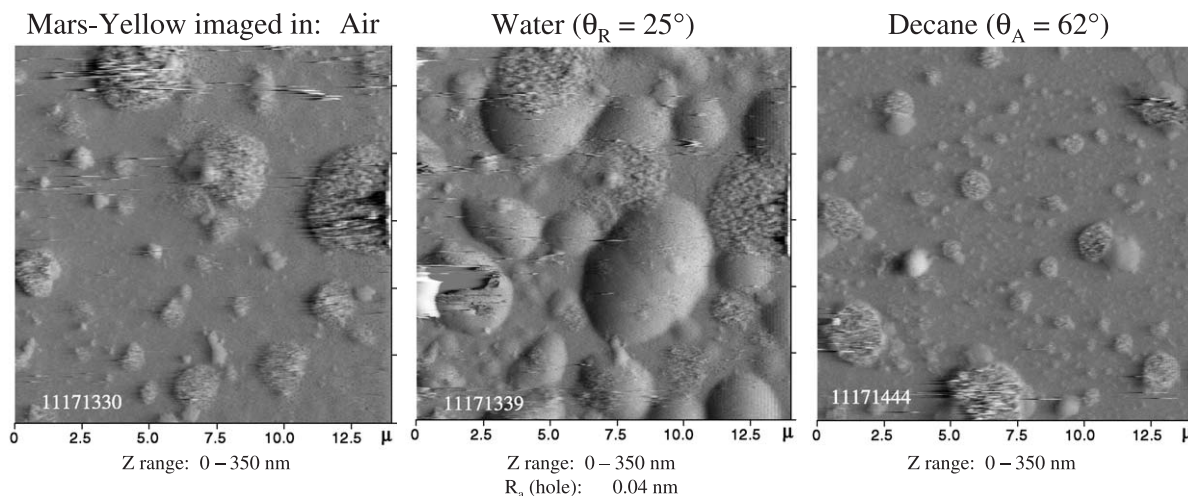 Mars-Yellow imaged in: Air
Water (θR = 25°)
Decane (θA = 62°)
11171330
11171339
11171444
0 2.5 5.0 7.5 10.0 12.5 μ
0 2.5 5.0 7.5 10.0 12.5 μ
0 2.5 5.0 7.5 10.0 12.5
Z range: 0 – 350 nm
Z range: 0 – 350 nm
Z range: 0 – 350 nm
Ra (hole): 0.04 nm